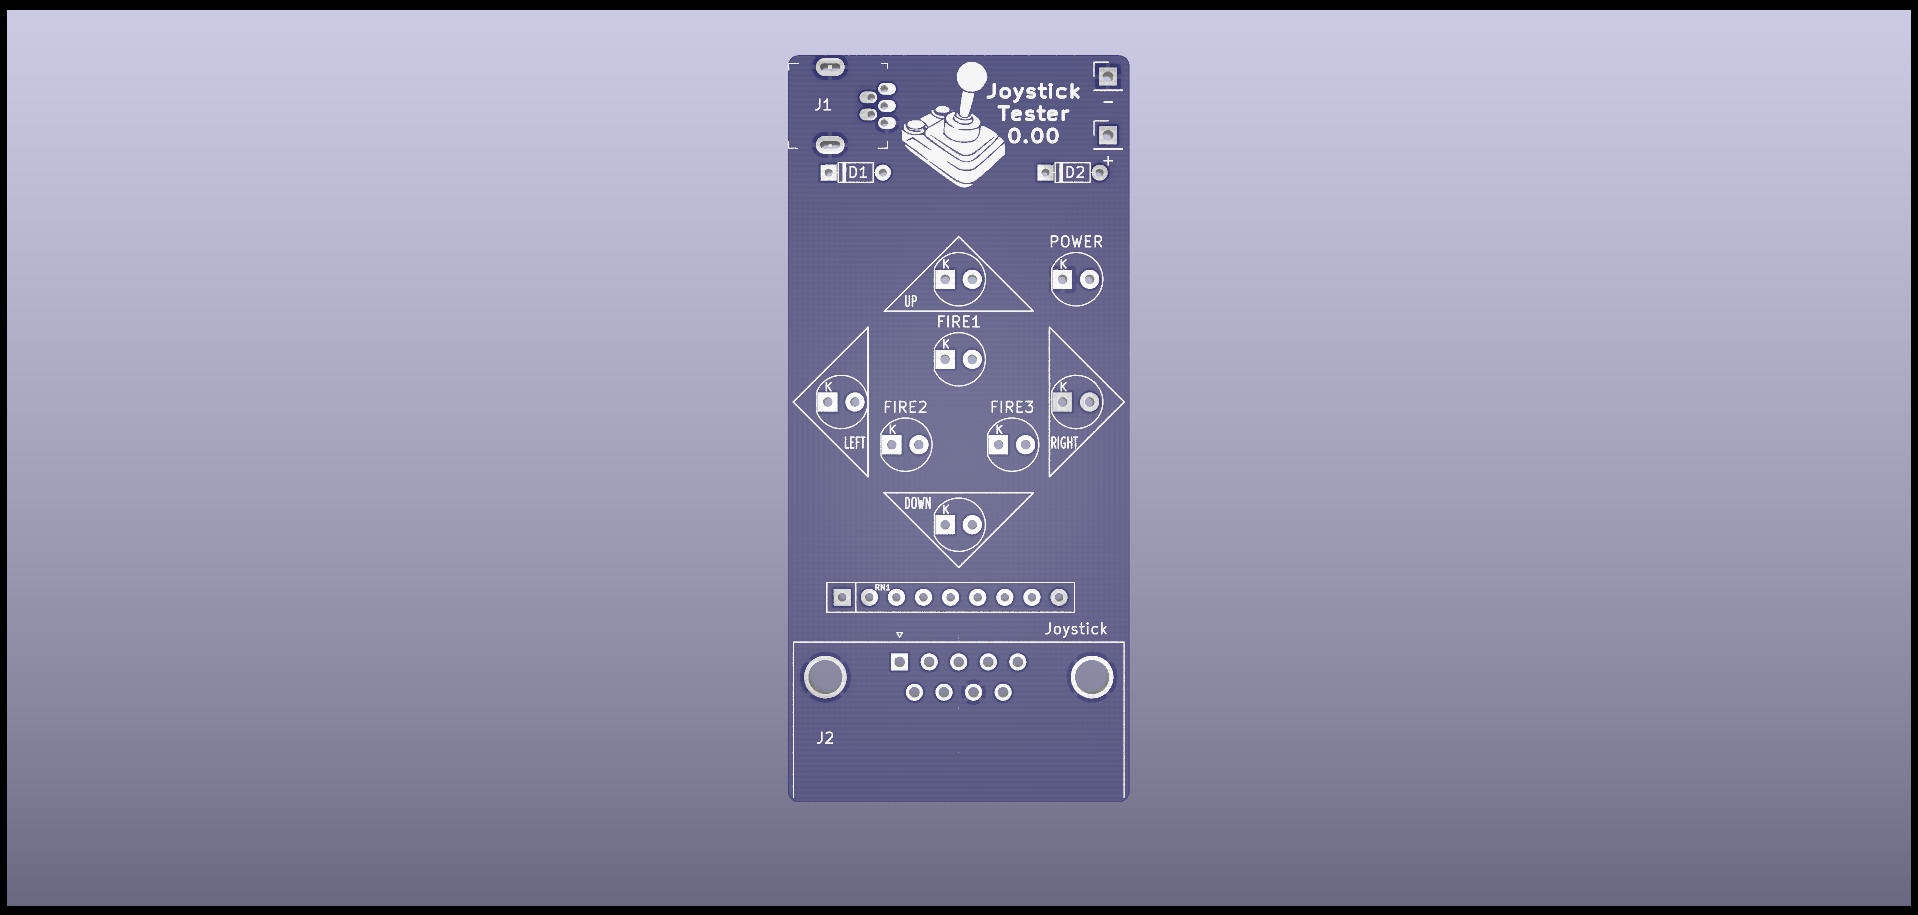 J1
Joystick
Tester
0.00
-
+
D1
D2
POWER
K
K
UP
FIRE1
K
K
K
LEFT
RIGHT
FIRE2
FIRE3
K
K
DOWN
K
RN1
Joystick
J2